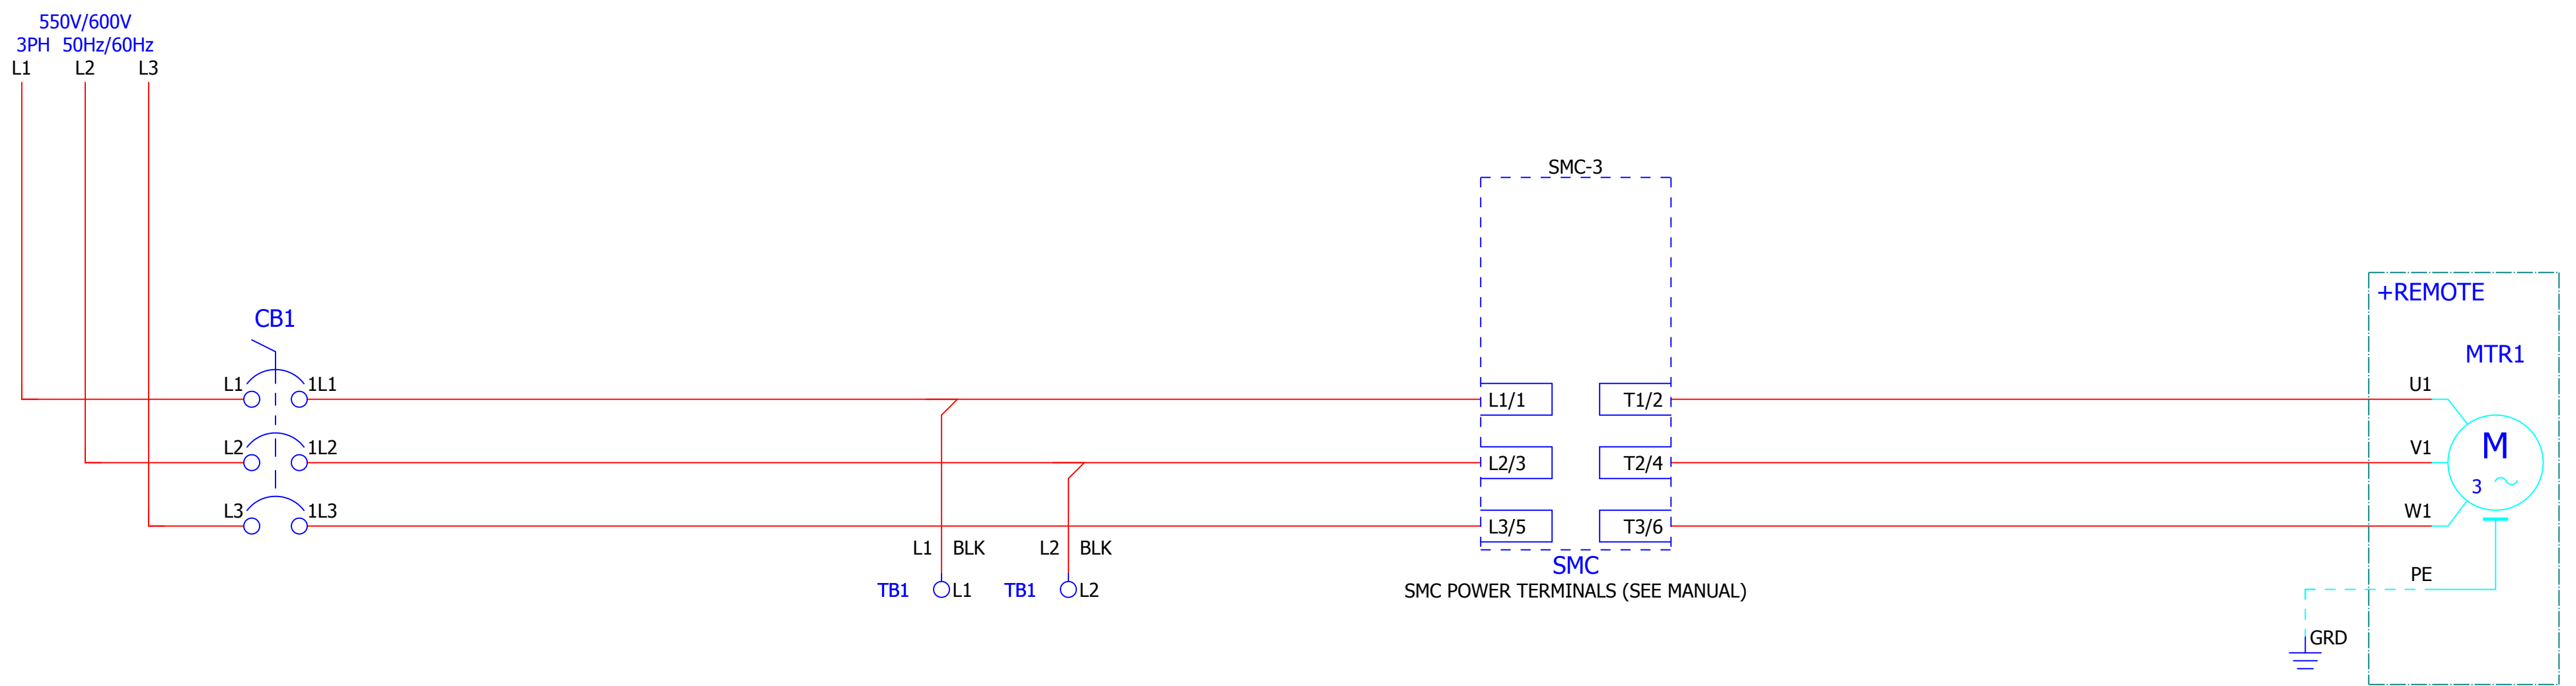 550V/600V
3PH 50Hz/60Hz
L1 L2 L3
SMC-3
+REMOTE
CB1
MTR1
L1 1L1
U1
L1/1 T1/2
L2 1L2
V1
M
L2/3 T2/4
3
L3 1L3
W1
L3/5 T3/6
L1 BLK L2 BLK
SMC
PE
TB1 L1 TB1 L2
SMC POWER TERMINALS (SEE MANUAL)
GRD